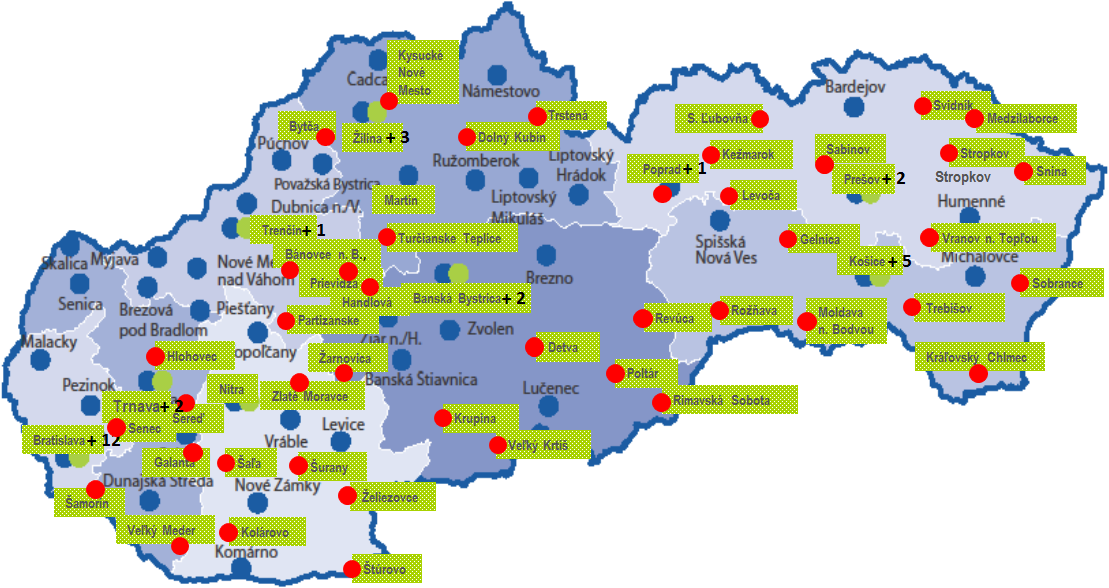 Kysucké
Nové
Mesto
Námestovo
Bardejov
Svidník
Medzilaborce
Trstená
S. Ľubovňa
Bytča
Žilina + 3
Dolný Kubín
Púcnov
Ružomberok
Liptovský
Hrádok
Kežmarok
Sabinov
Stropkov
Poprad + 1
Prešov + 2
Stropkov
Snina
Považská Bystrica
Martin
Liptovský
Mikuláš
Levoča
Humenné
Dubnica n./V.
Trenčín + 1
Turčianske Teplice
Spišská
Nová Ves
Gelnica
Vranov n. Topľou
Skalica
Myjava
Bánovce n. B.,
Nové Me
nad Váhom
Prievidza
Brezno
Košice + 5
Michalovce
Senica
Handlová
Banská Bystrica + 2
Sobrance
Brezová
pod Bradlom
Piešťany
Partizánske
Zvolen
Revúca
Rožňava
Moldava
n. Bodvou
Trebišov
Malacky
opoľčany
Žiar n./H.
Hlohovec
Žarnovica
Detva
Kráľovský Chlmec
Pezinok
Nitra
Banská Štiavnica
Poltár
Zlaté Moravce
Lučenec
Rimavská Sobota
Trnava + 2
Sereď
Krupina
Senec
Vráble
Levice
Bratislava + 12
Veľký Krtíš
Galanta
Šaľa
Šurany
Dunajská Streda
Nové Zámky
Šamorín
Želiezovce
Veľký Meder
Kolárovo
Komárno
Štúrovo